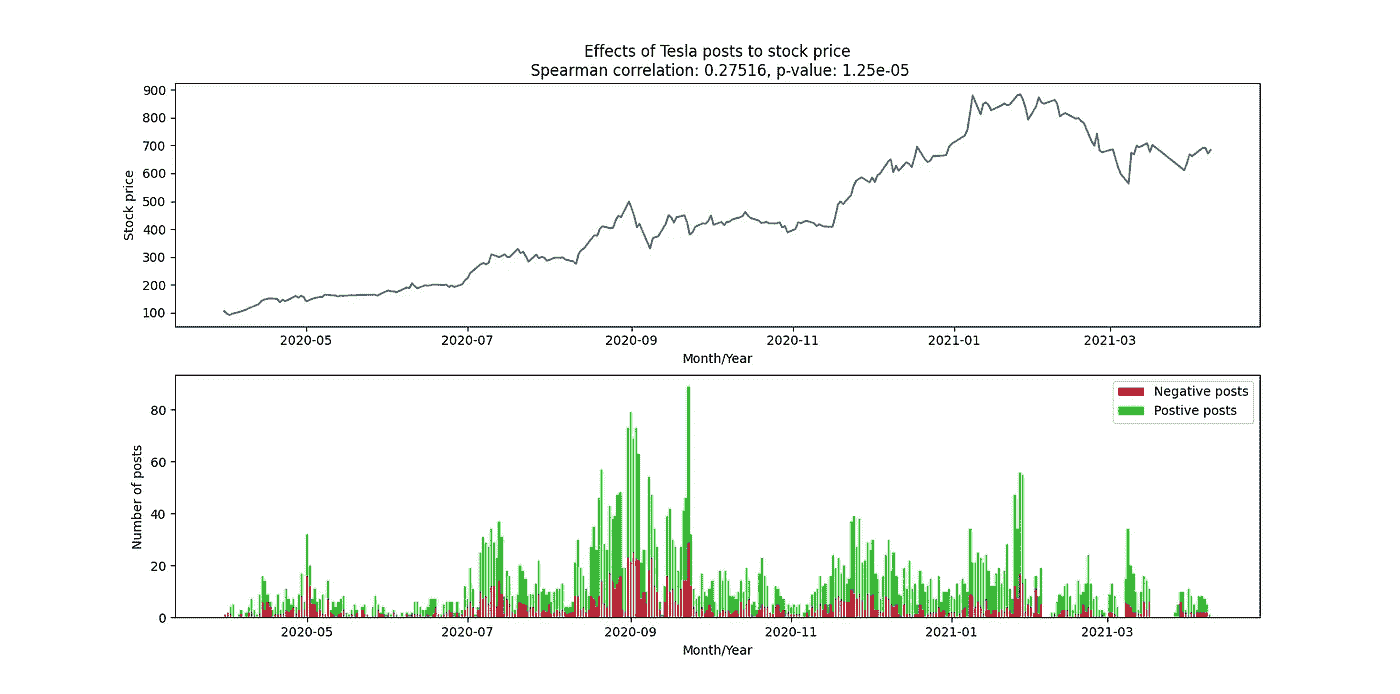 Effects of Tesla posts to stock price
Spearman correlation: 0.27516, p-value: 1.25e-05
900
800
700
600
500
400
300
200
100
Stock price
2020-05 2020-07 2020-09 2020-11 2021-01 2021-03
Month/Year
Negative posts
Postive posts
80
60
40
20
0
Number of posts
2020-05 2020-07 2020-09 2020-11 2021-01 2021-03
Month/Year